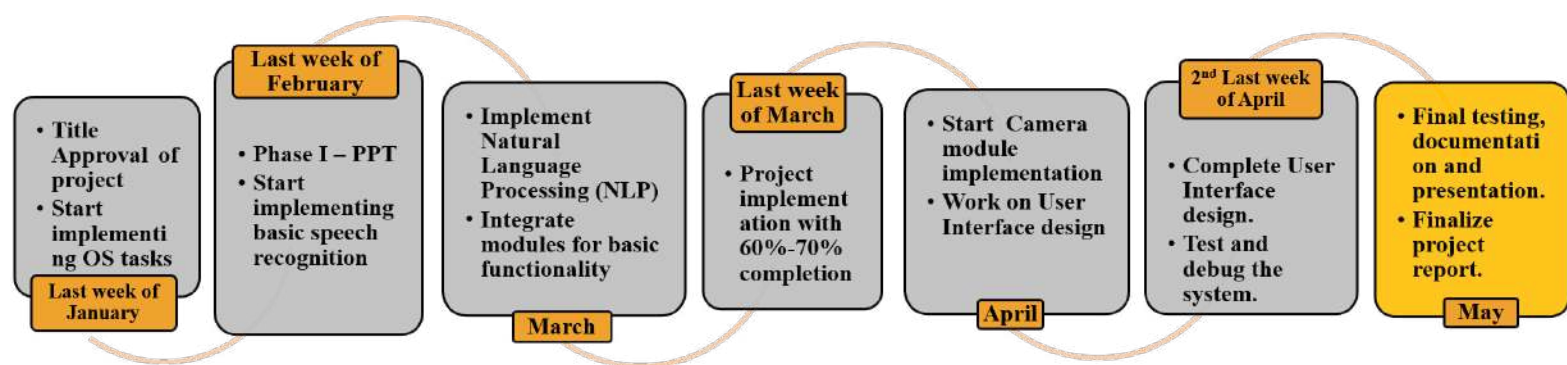 • Title
Approval of
project
• Start
implementi
ng OS tasks
Last week of
January
Last week of
February
• Phase I – PPT
• Start
implementing
basic speech
recognition
• Implement
Natural
Language
Processing (NLP)
• Integrate
modules for basic
functionality
March
Last week
of March
• Project
implement
ation with
60%-70%
completion
• Start Camera
module
implementation
• Work on User
Interface design
April
2nd Last week
of April
• Complete User
Interface
design.
• Test and
debug the
system.
• Final testing,
documentati
on and
presentation.
• Finalize
project
report.
May